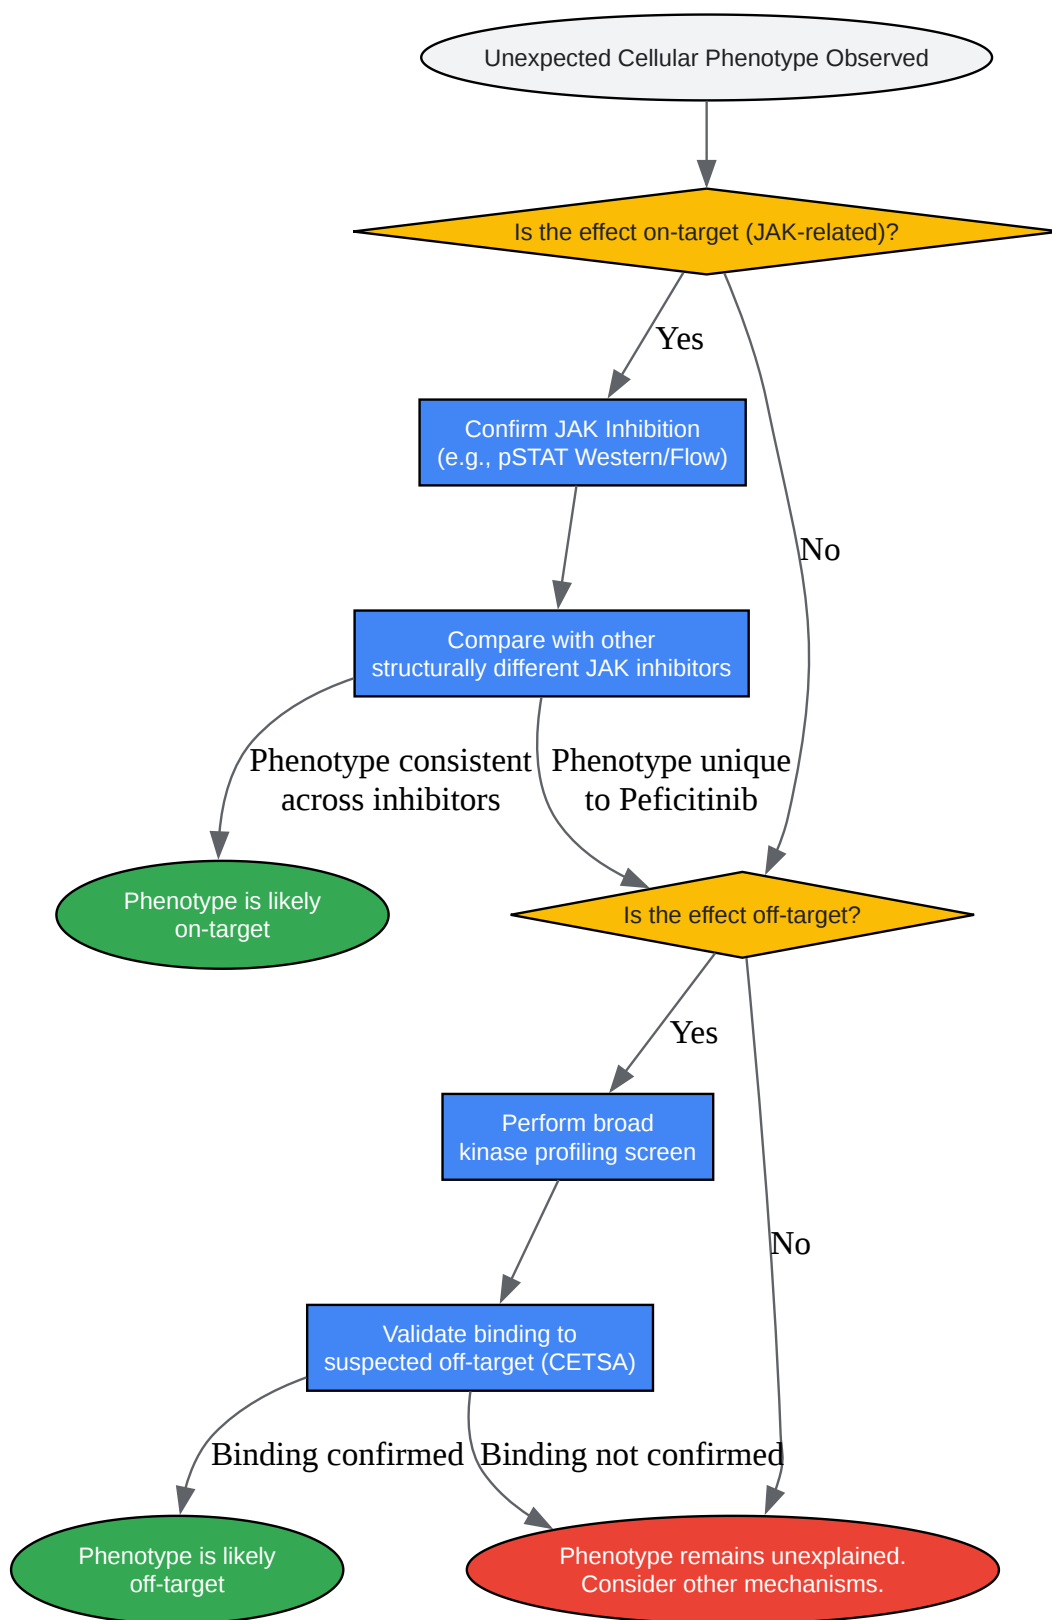 Unexpected Cellular Phenotype Observed
Is the effect on-target (JAK-related)?
Yes
Confirm JAK Inhibition
(e.g., pSTAT Western/Flow)
No
Compare with other
structurally different JAK inhibitors
Phenotype consistent
across inhibitors
Phenotype unique
to Peficitinib
Phenotype is likely
on-target
Is the effect off-target?
Yes
Perform broad
kinase profiling screen
No
Validate binding to
suspected off-target (CETSA)
Binding confirmed
Binding not confirmed
Phenotype is likely
off-target
Phenotype remains unexplained.
Consider other mechanisms.